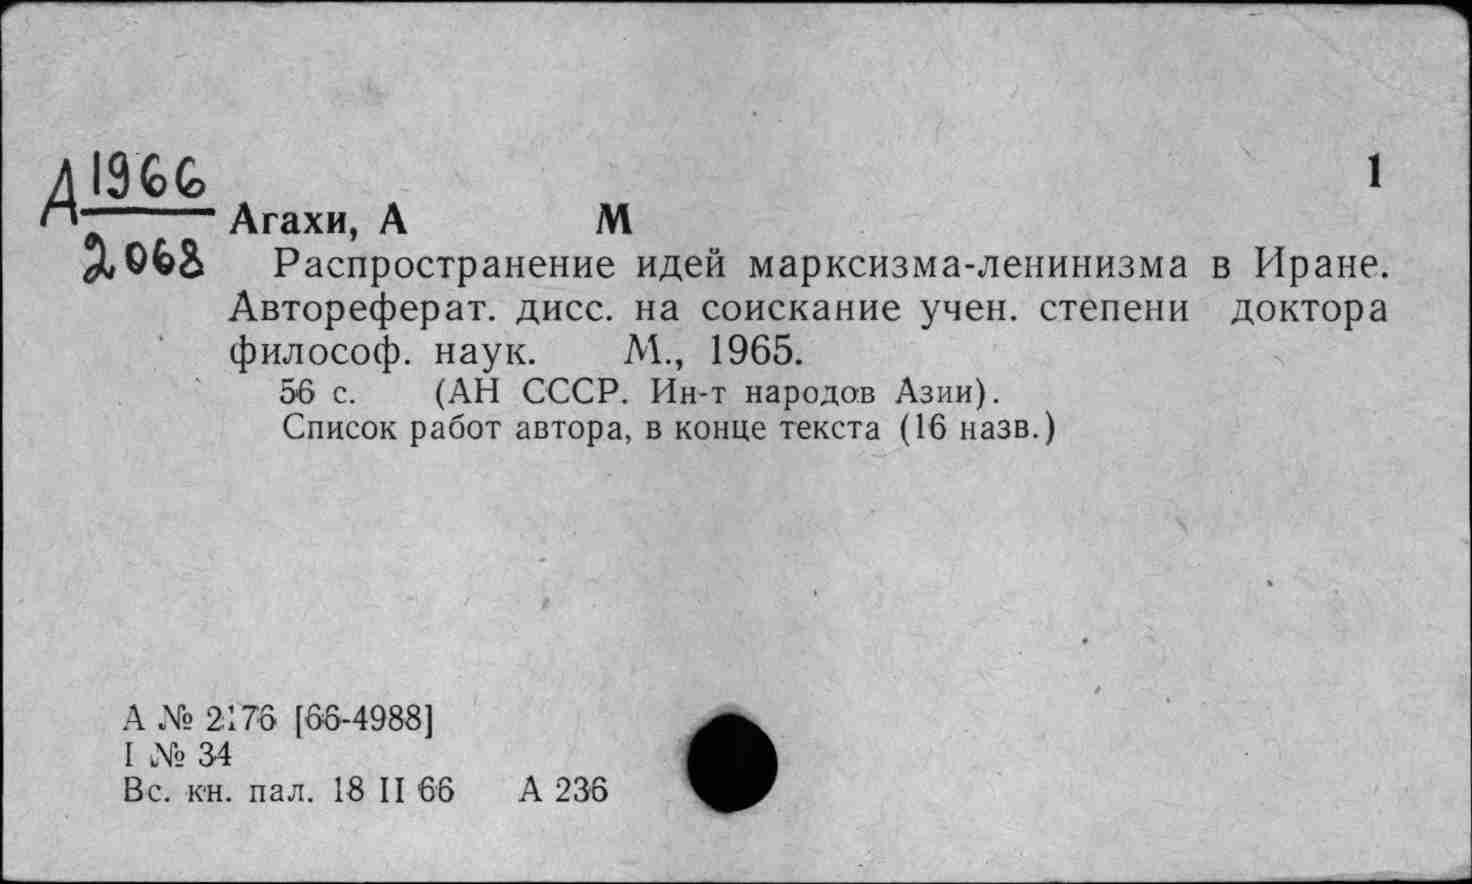 Д 1966
1
Агахи, А М
2068
Распространение идей марксизма-ленинизма в Иране.
Автореферат. дисс. на соискание учен. степени доктора
философ. наук. М., 1965.
56 с. (АН СССР. Ин-т народов Азии).
Список работ автора, в конце текста (16 назв.)
А № 2176 [66-4988]
I № 34
Вс. кн. пал. 18 II 66 А 236